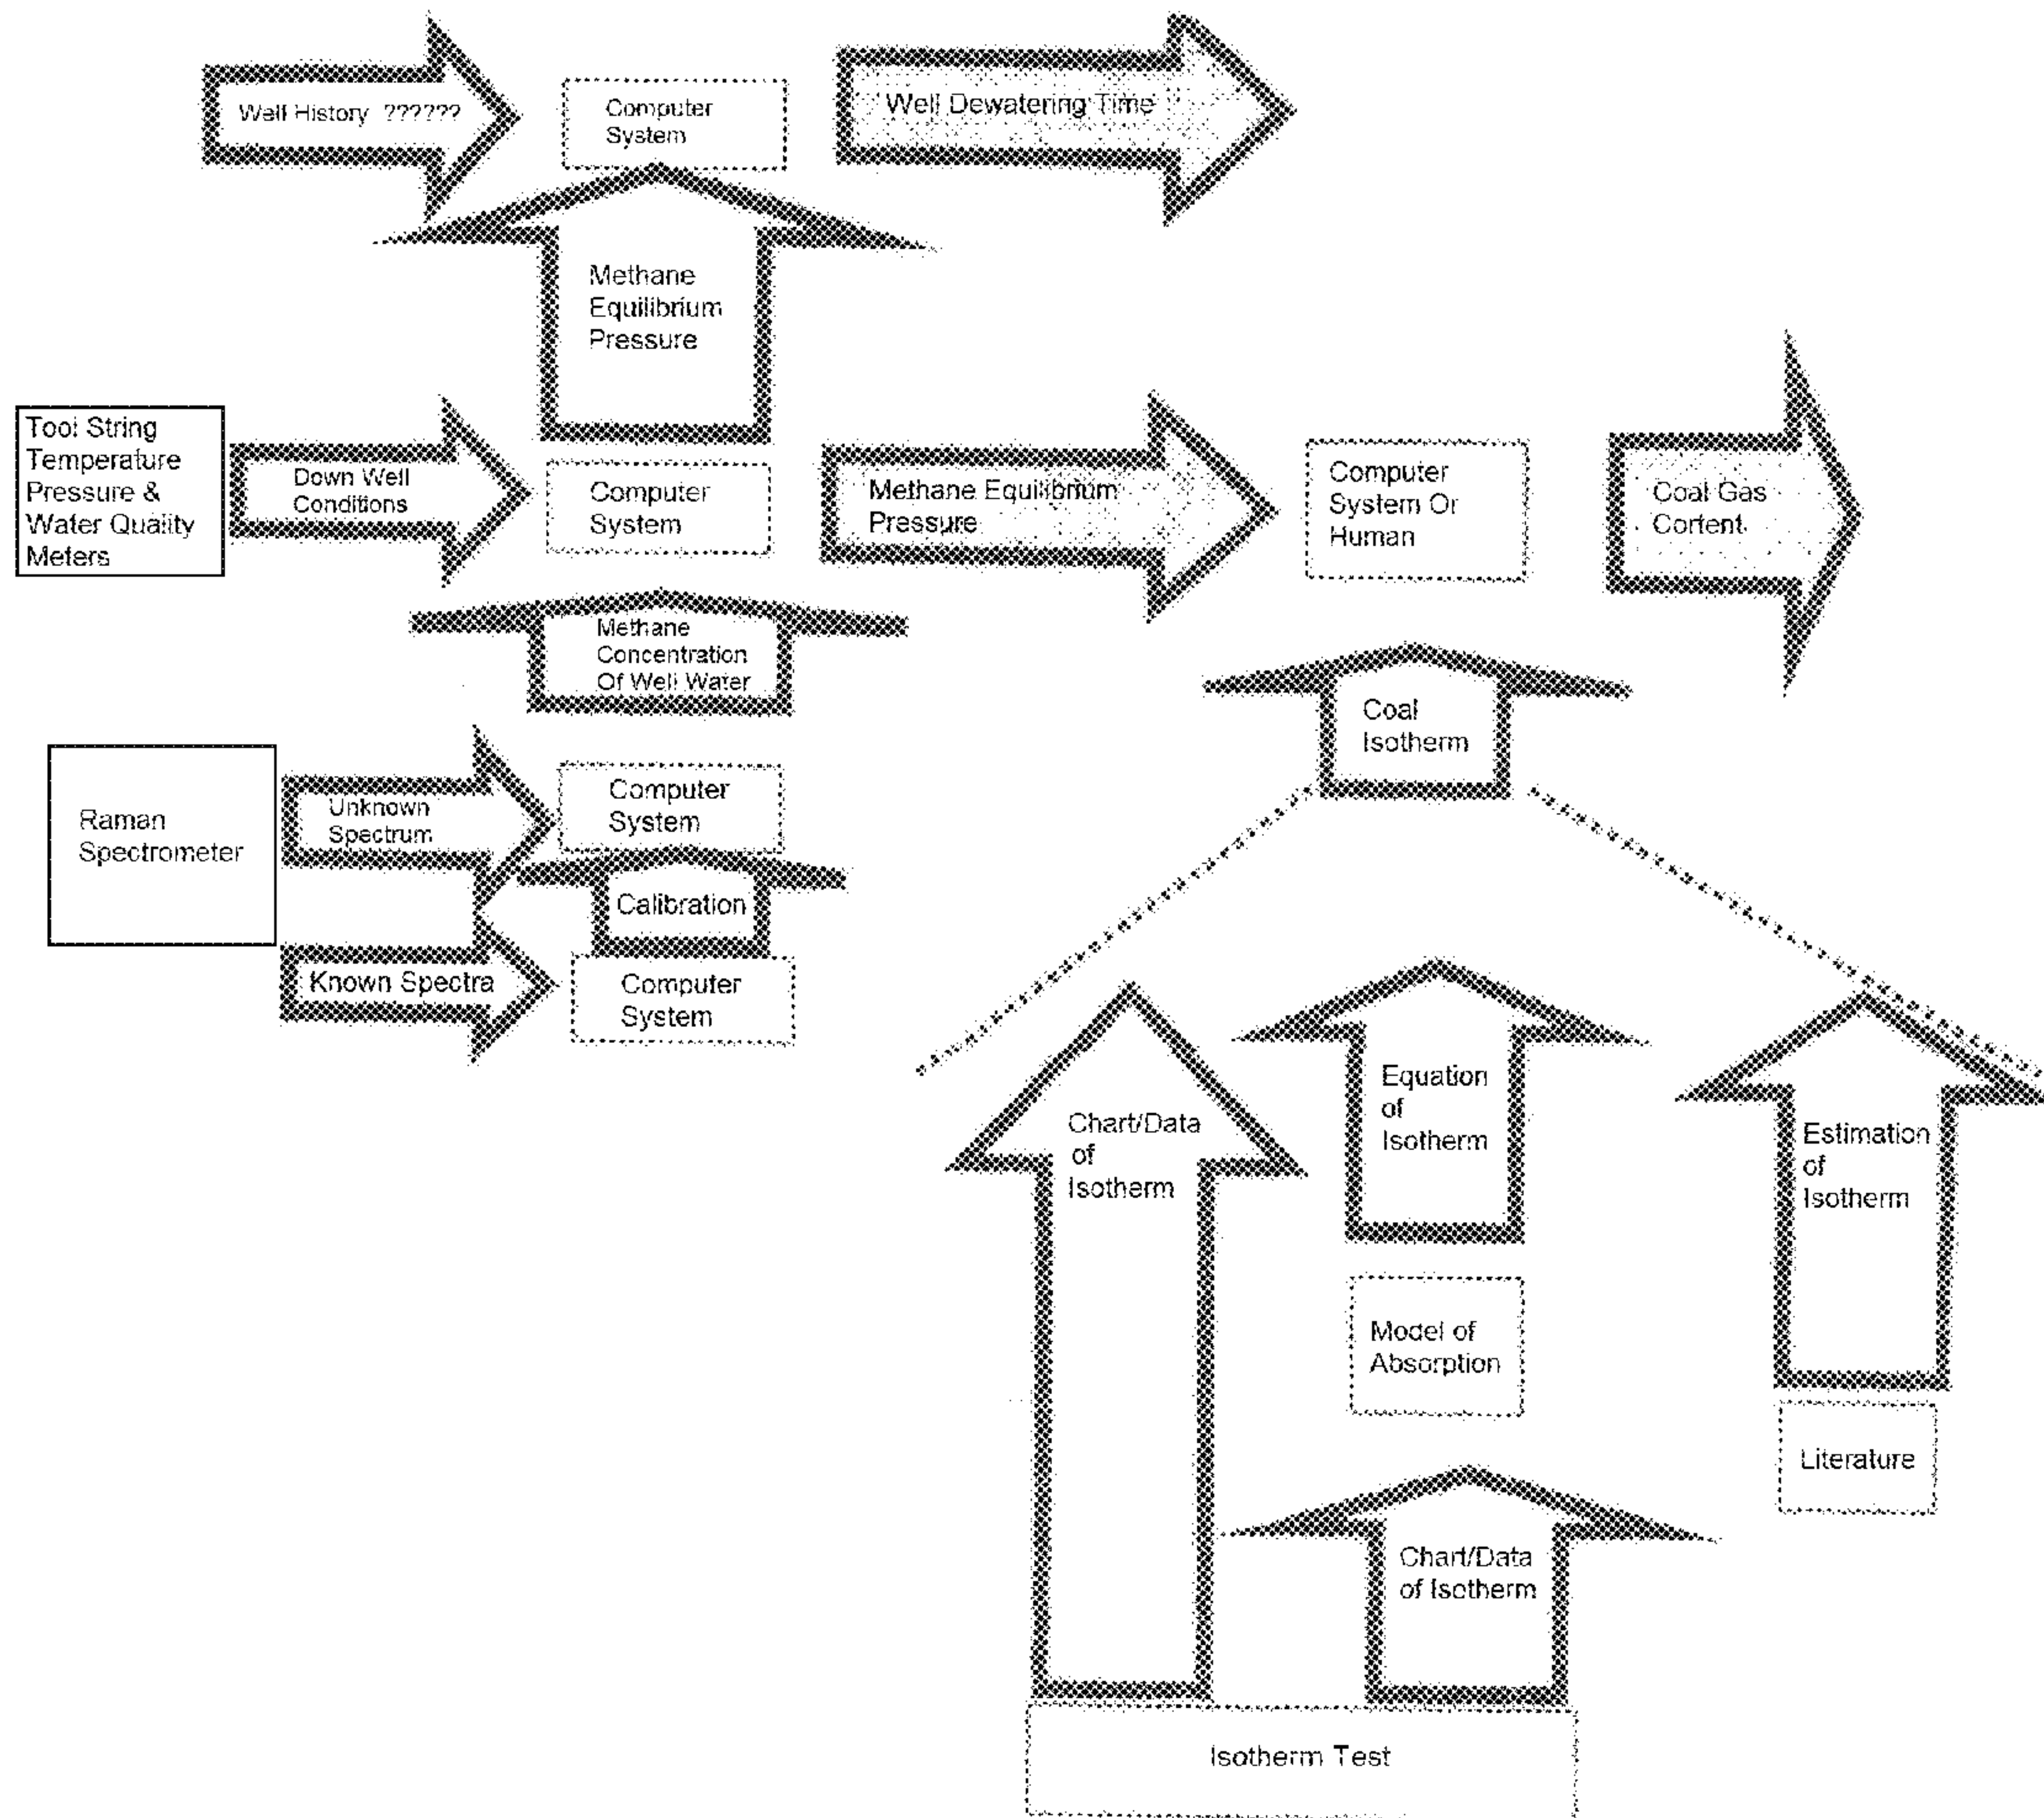 Well History ??????
Computer
System
Well Dewatering Time
Methane
Equilibrium
Pressure
Tool String
Temperature
Pressure &
Water Quality
Meters
Down Well
Conditions
Computer
System
Methane Equilibrium
Pressure
Computer
System Or
Human
Coal Gas
Content
Methane
Concentration
Of Well Water
Coal
Isotherm
Raman
Spectrometer
Unknown
Spectrum
Computer
System
Calibration
Known Spectra
Computer
System
Chart/Data
of
Isotherm
Equation
of
Isotherm
Estimation
of
Isotherm
Model of
Absorption
Literature
Chart/Data
of Isotherm
Isotherm Test